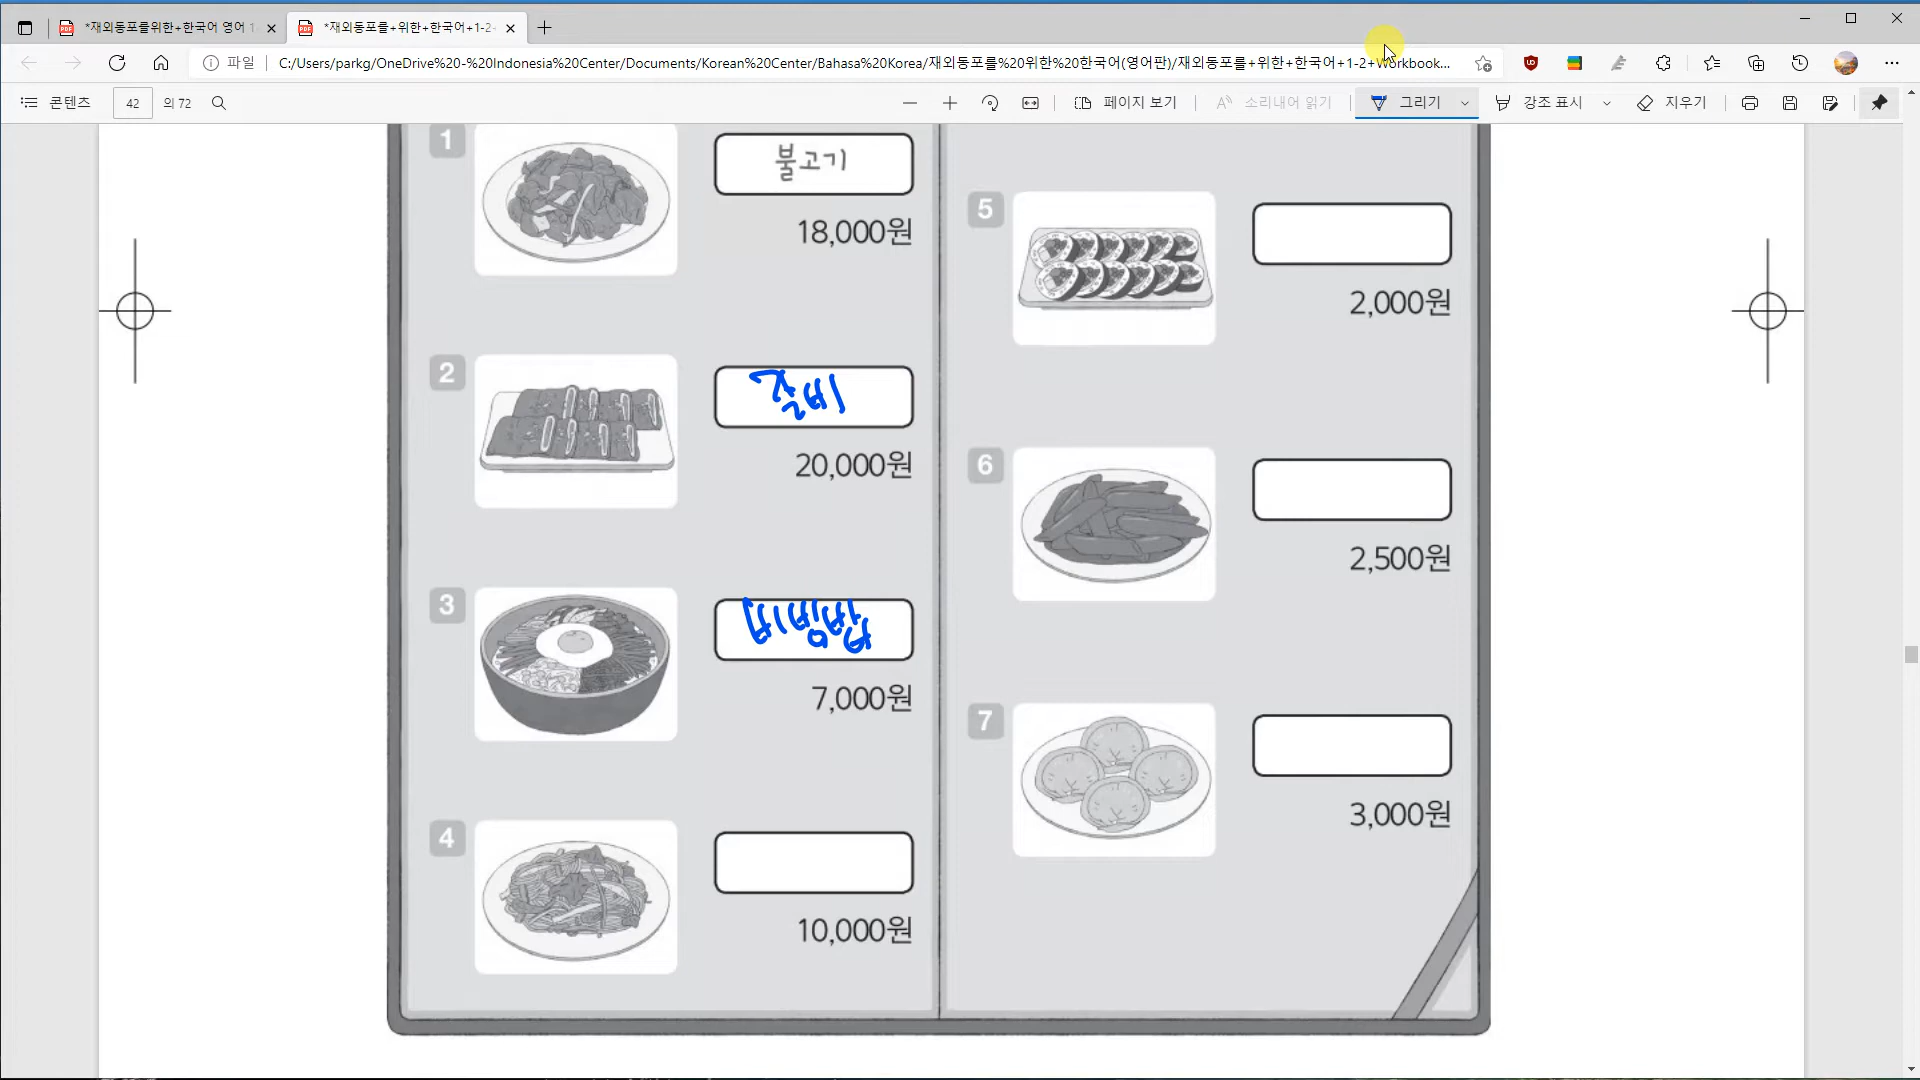 *재외동포를위한+한국어 영어 1
*재외동포를+위한+한국어+1-2-
파일
C:/Users/parkg/OneDrive%20-%20Indonesia%20Center/Documents/Korean%20Center/Bahasa%20Korea/재외동포를%20위한%20한국어(영어판)/재외동포를+위한+한국어+1-2+Workbook...
콘텐츠 42 의 72 페이지 보기 소리내어 읽기 그리기 강조 표시 지우기
1
불고기
18,000원
2
갈비
20,000원
3
비빔밥
7,000원
4
10,000원
5
2,000원
6
2,500원
7
3,000원